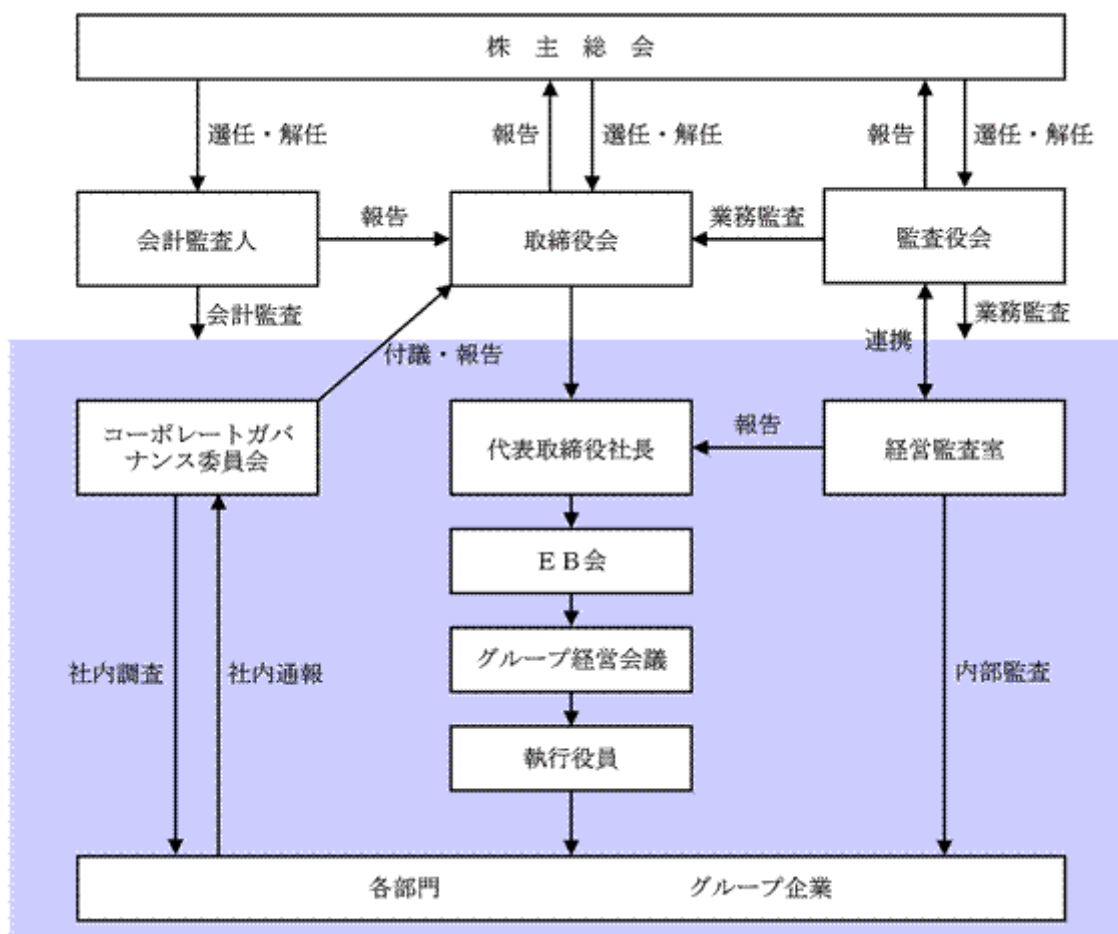 株主総会
選任・解任
報告
選任・解任
報告
選任・解任
会計監査人
報告
取締役会
業務監査
監査役会
会計監査
業務監査
付議・報告
連携
コーポレートガバ
ナンス委員会
代表取締役社長
報告
経営監査室
ＥＢ会
グループ経営会議
社内調査
社内通報
内部監査
執行役員
各部門 グループ企業